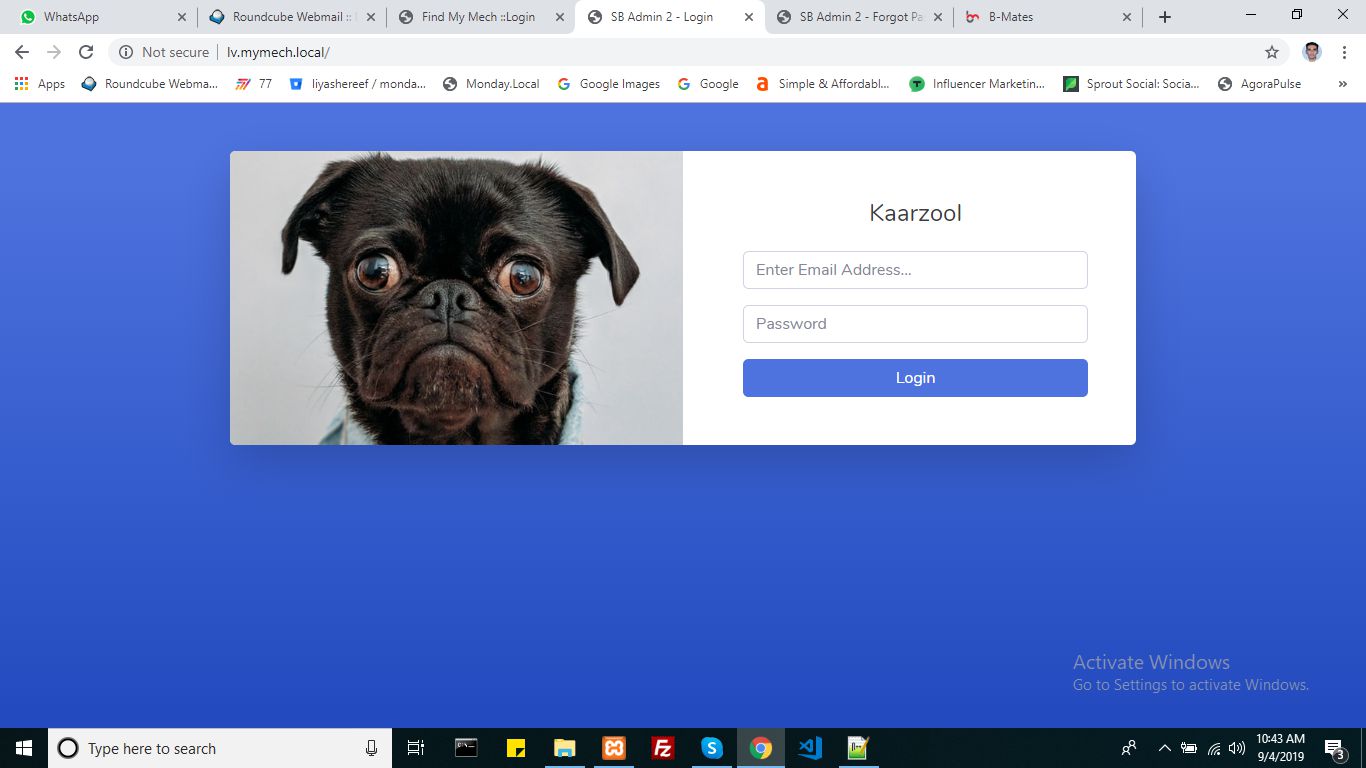 WhatsApp
Roundcube Webmail ::
Find My Mech ::Login
SB Admin 2 - Login
SB Admin 2 - Forgot Pa
B-Mates
Not secure | lv.mymech.local/
Apps
Roundcube Webma...
77
liyashereef / monda...
Monday.Local
Google Images
Google
Simple & Affordabl...
Influencer Marketin...
Sprout Social: Socia...
AgoraPulse
»
Kaarzool
Enter Email Address...
Password
Login
Activate Windows
Go to Settings to activate Windows.
Type here to search
10:43 AM
9/4/2019
3